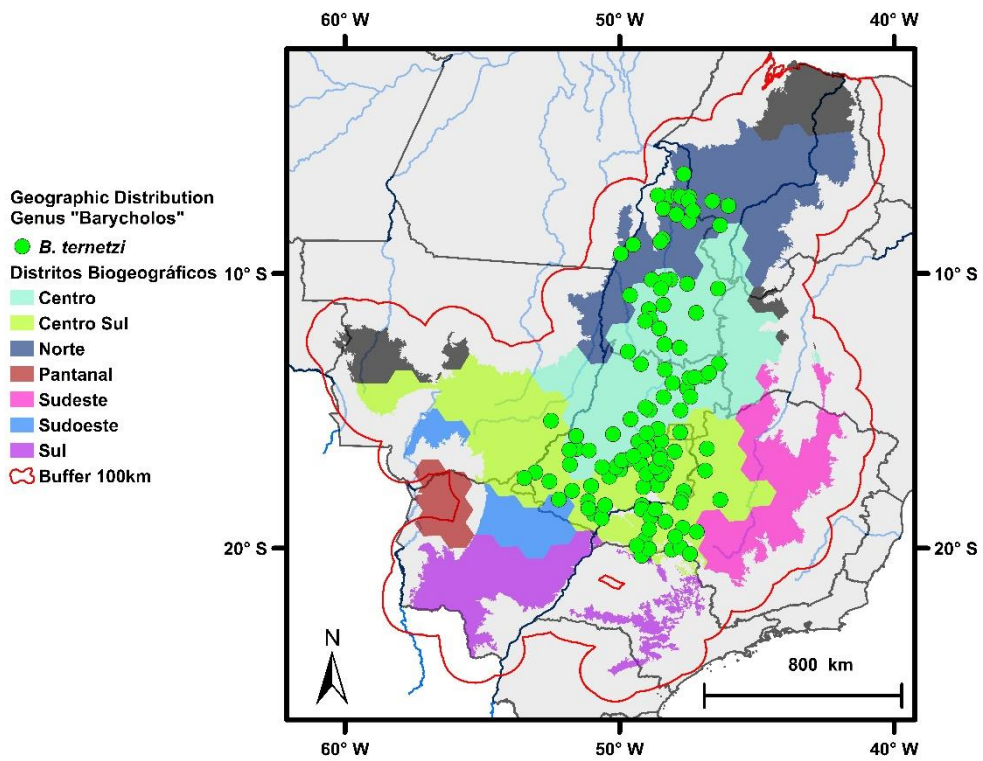 60° W 50° W 40° W
Geographic Distribution
Genus "Barycholos"
B. ternetzi
Distritos Biogeográficos
Centro
Centro Sul
Norte
Pantanal
Sudeste
Sudoeste
Sul
Buffer 100km
10° S 10° S
20° S 20° S
N
800 km
60° W 50° W 40° W